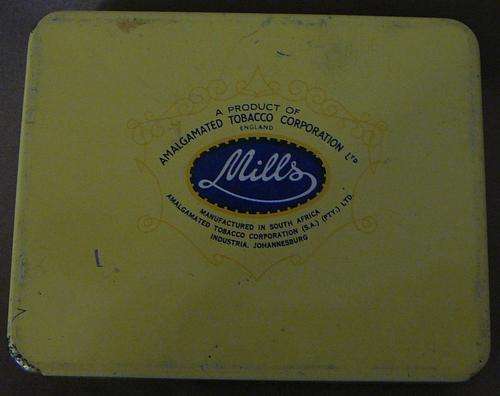 A PRODUCT OF
AMALGAMATED TOBACCO CORPORATION LTD
ENGLAND
Mills
MANUFACTURED IN SOUTH AFRICA
AMALGAMATED TOBACCO CORPORATION (S.A.) (PTY.) LTD.
INDUSTRIA, JOHANNESBURG